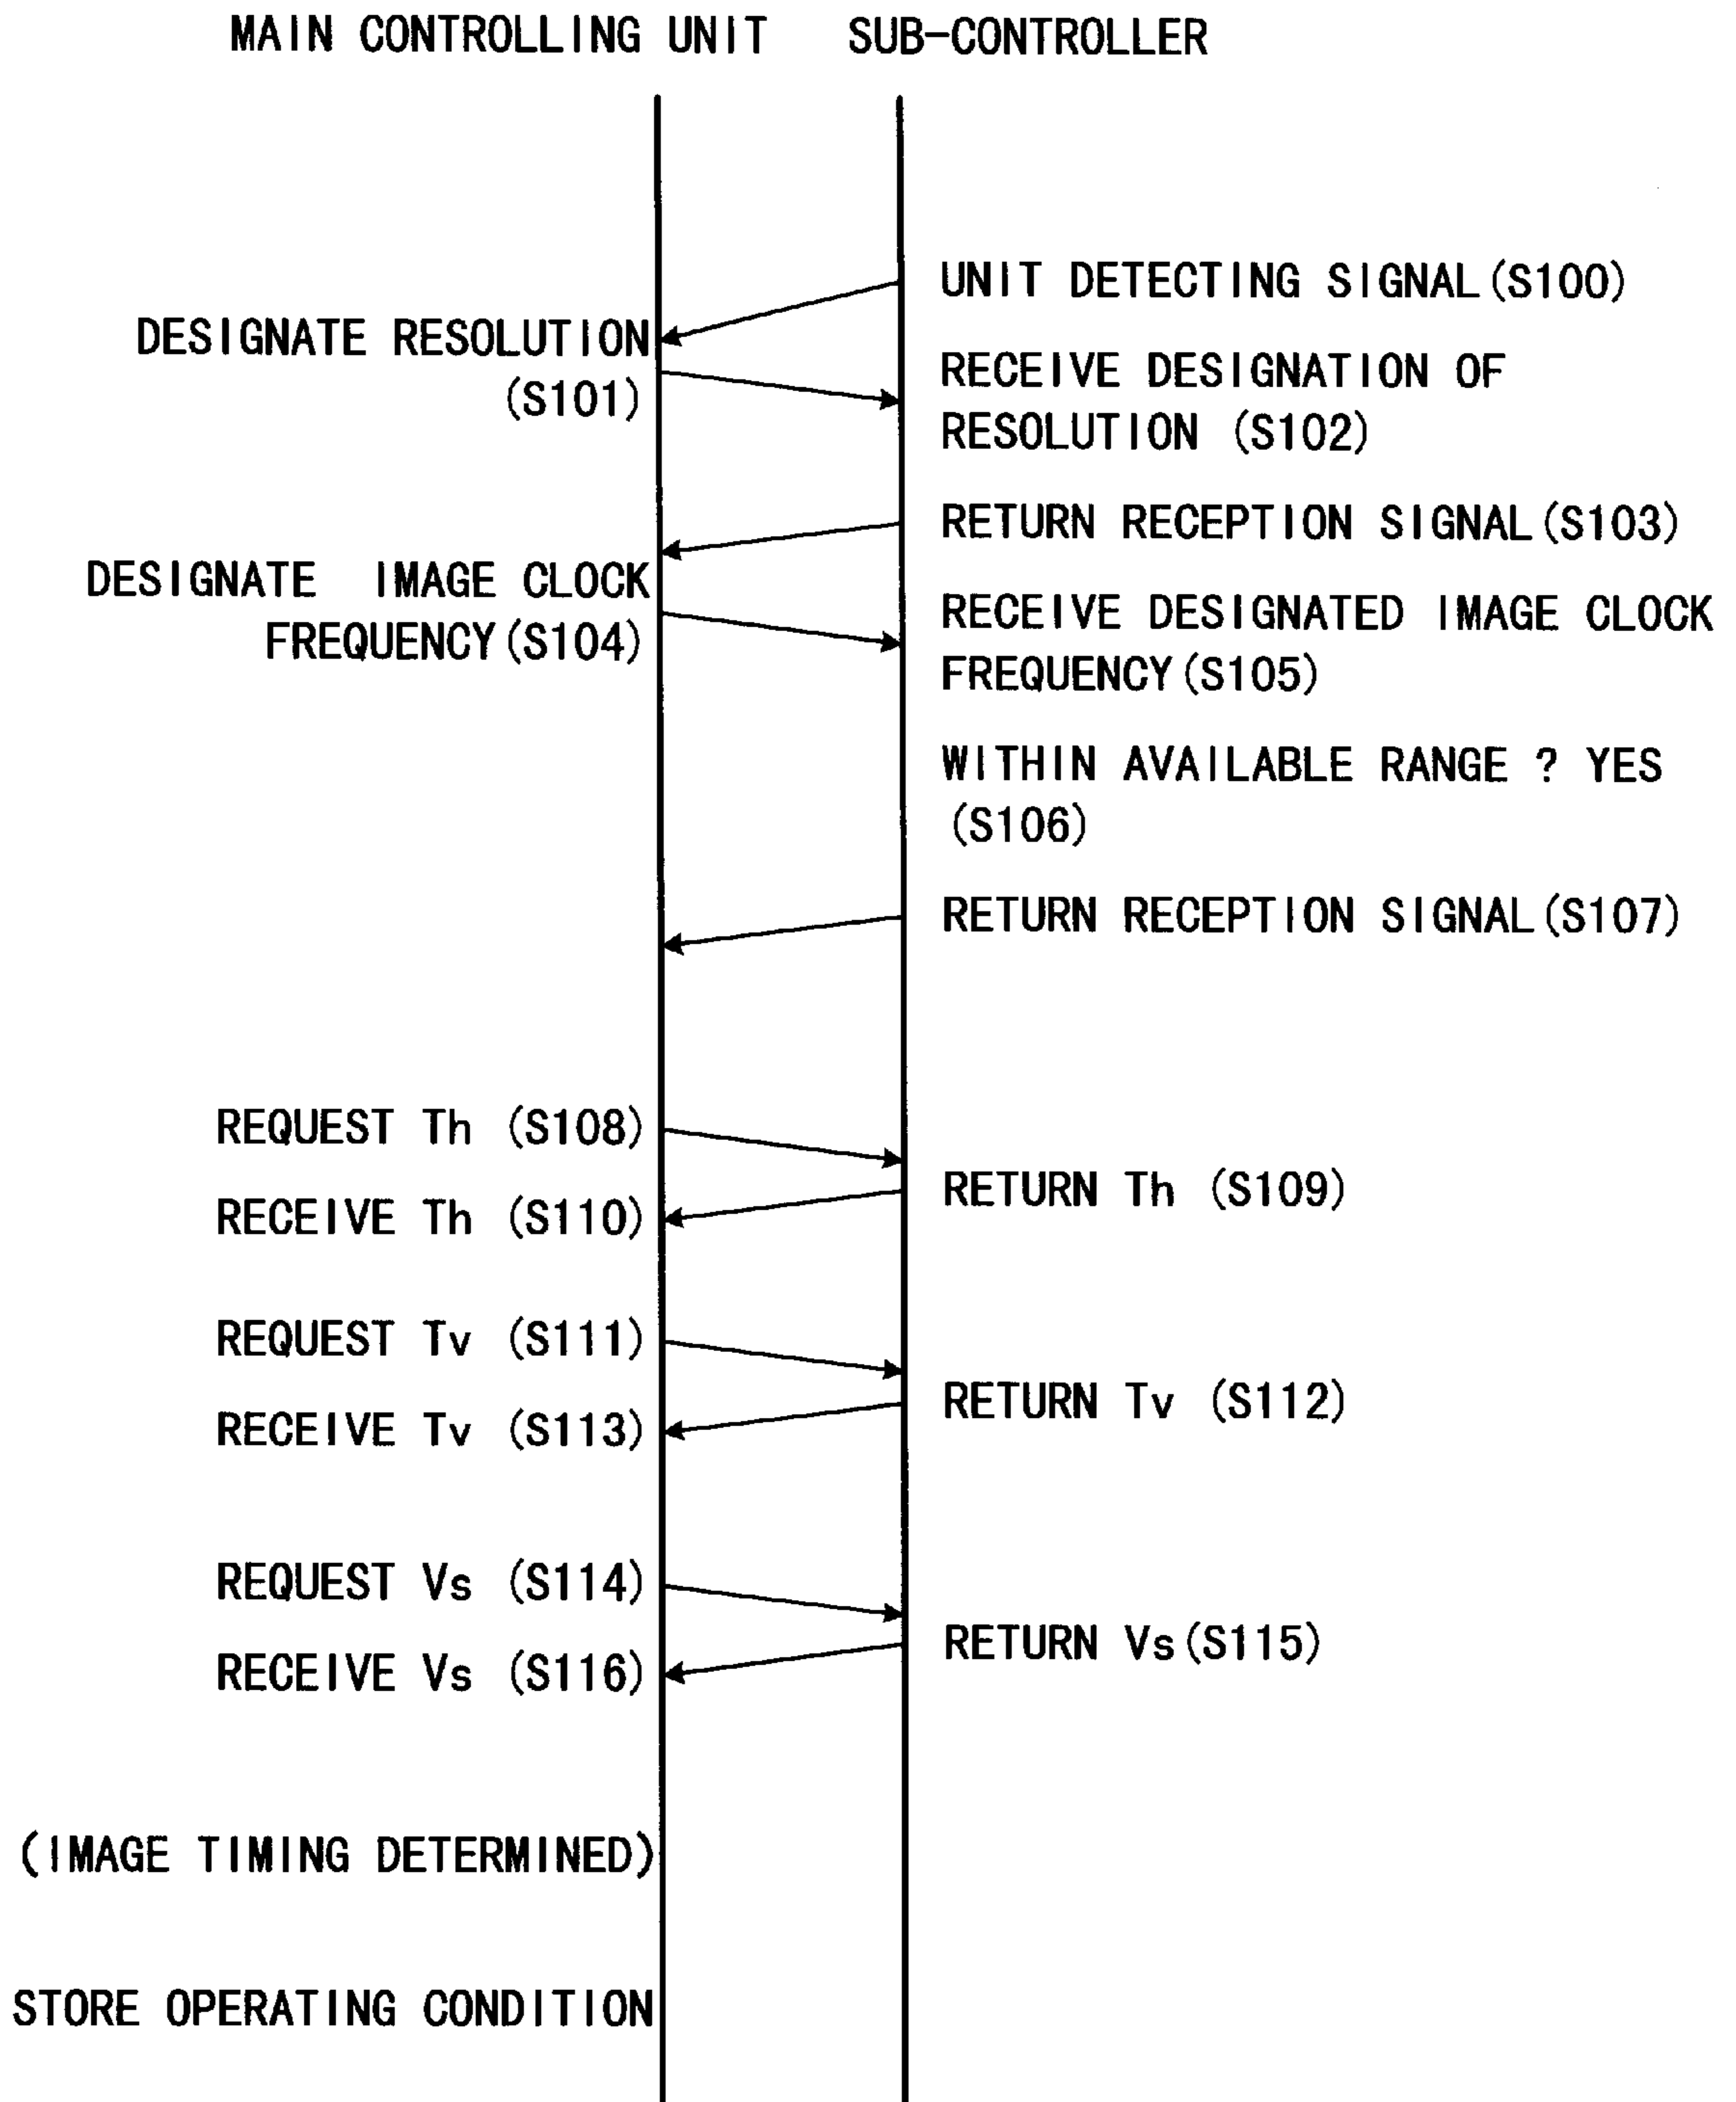 MAIN CONTROLLING UNIT SUB-CONTROLLER
UNIT DETECTING SIGNAL(S100)
DESIGNATE RESOLUTION
(S101)
RECEIVE DESIGNATION OF
RESOLUTION (S102)
RETURN RECEPTION SIGNAL(S103)
DESIGNATE IMAGE CLOCK
FREQUENCY(S104)
RECEIVE DESIGNATED IMAGE CLOCK
FREQUENCY(S105)
WITHIN AVAILABLE RANGE ? YES
(S106)
RETURN RECEPTION SIGNAL(S107)
REQUEST Th (S108)
RETURN Th (S109)
RECEIVE Th (S110)
REQUEST Tv (S111)
RETURN Tv (S112)
RECEIVE Tv (S113)
REQUEST Vs (S114)
RETURN Vs(S115)
RECEIVE Vs (S116)
(IMAGE TIMING DETERMINED)
STORE OPERATING CONDITION